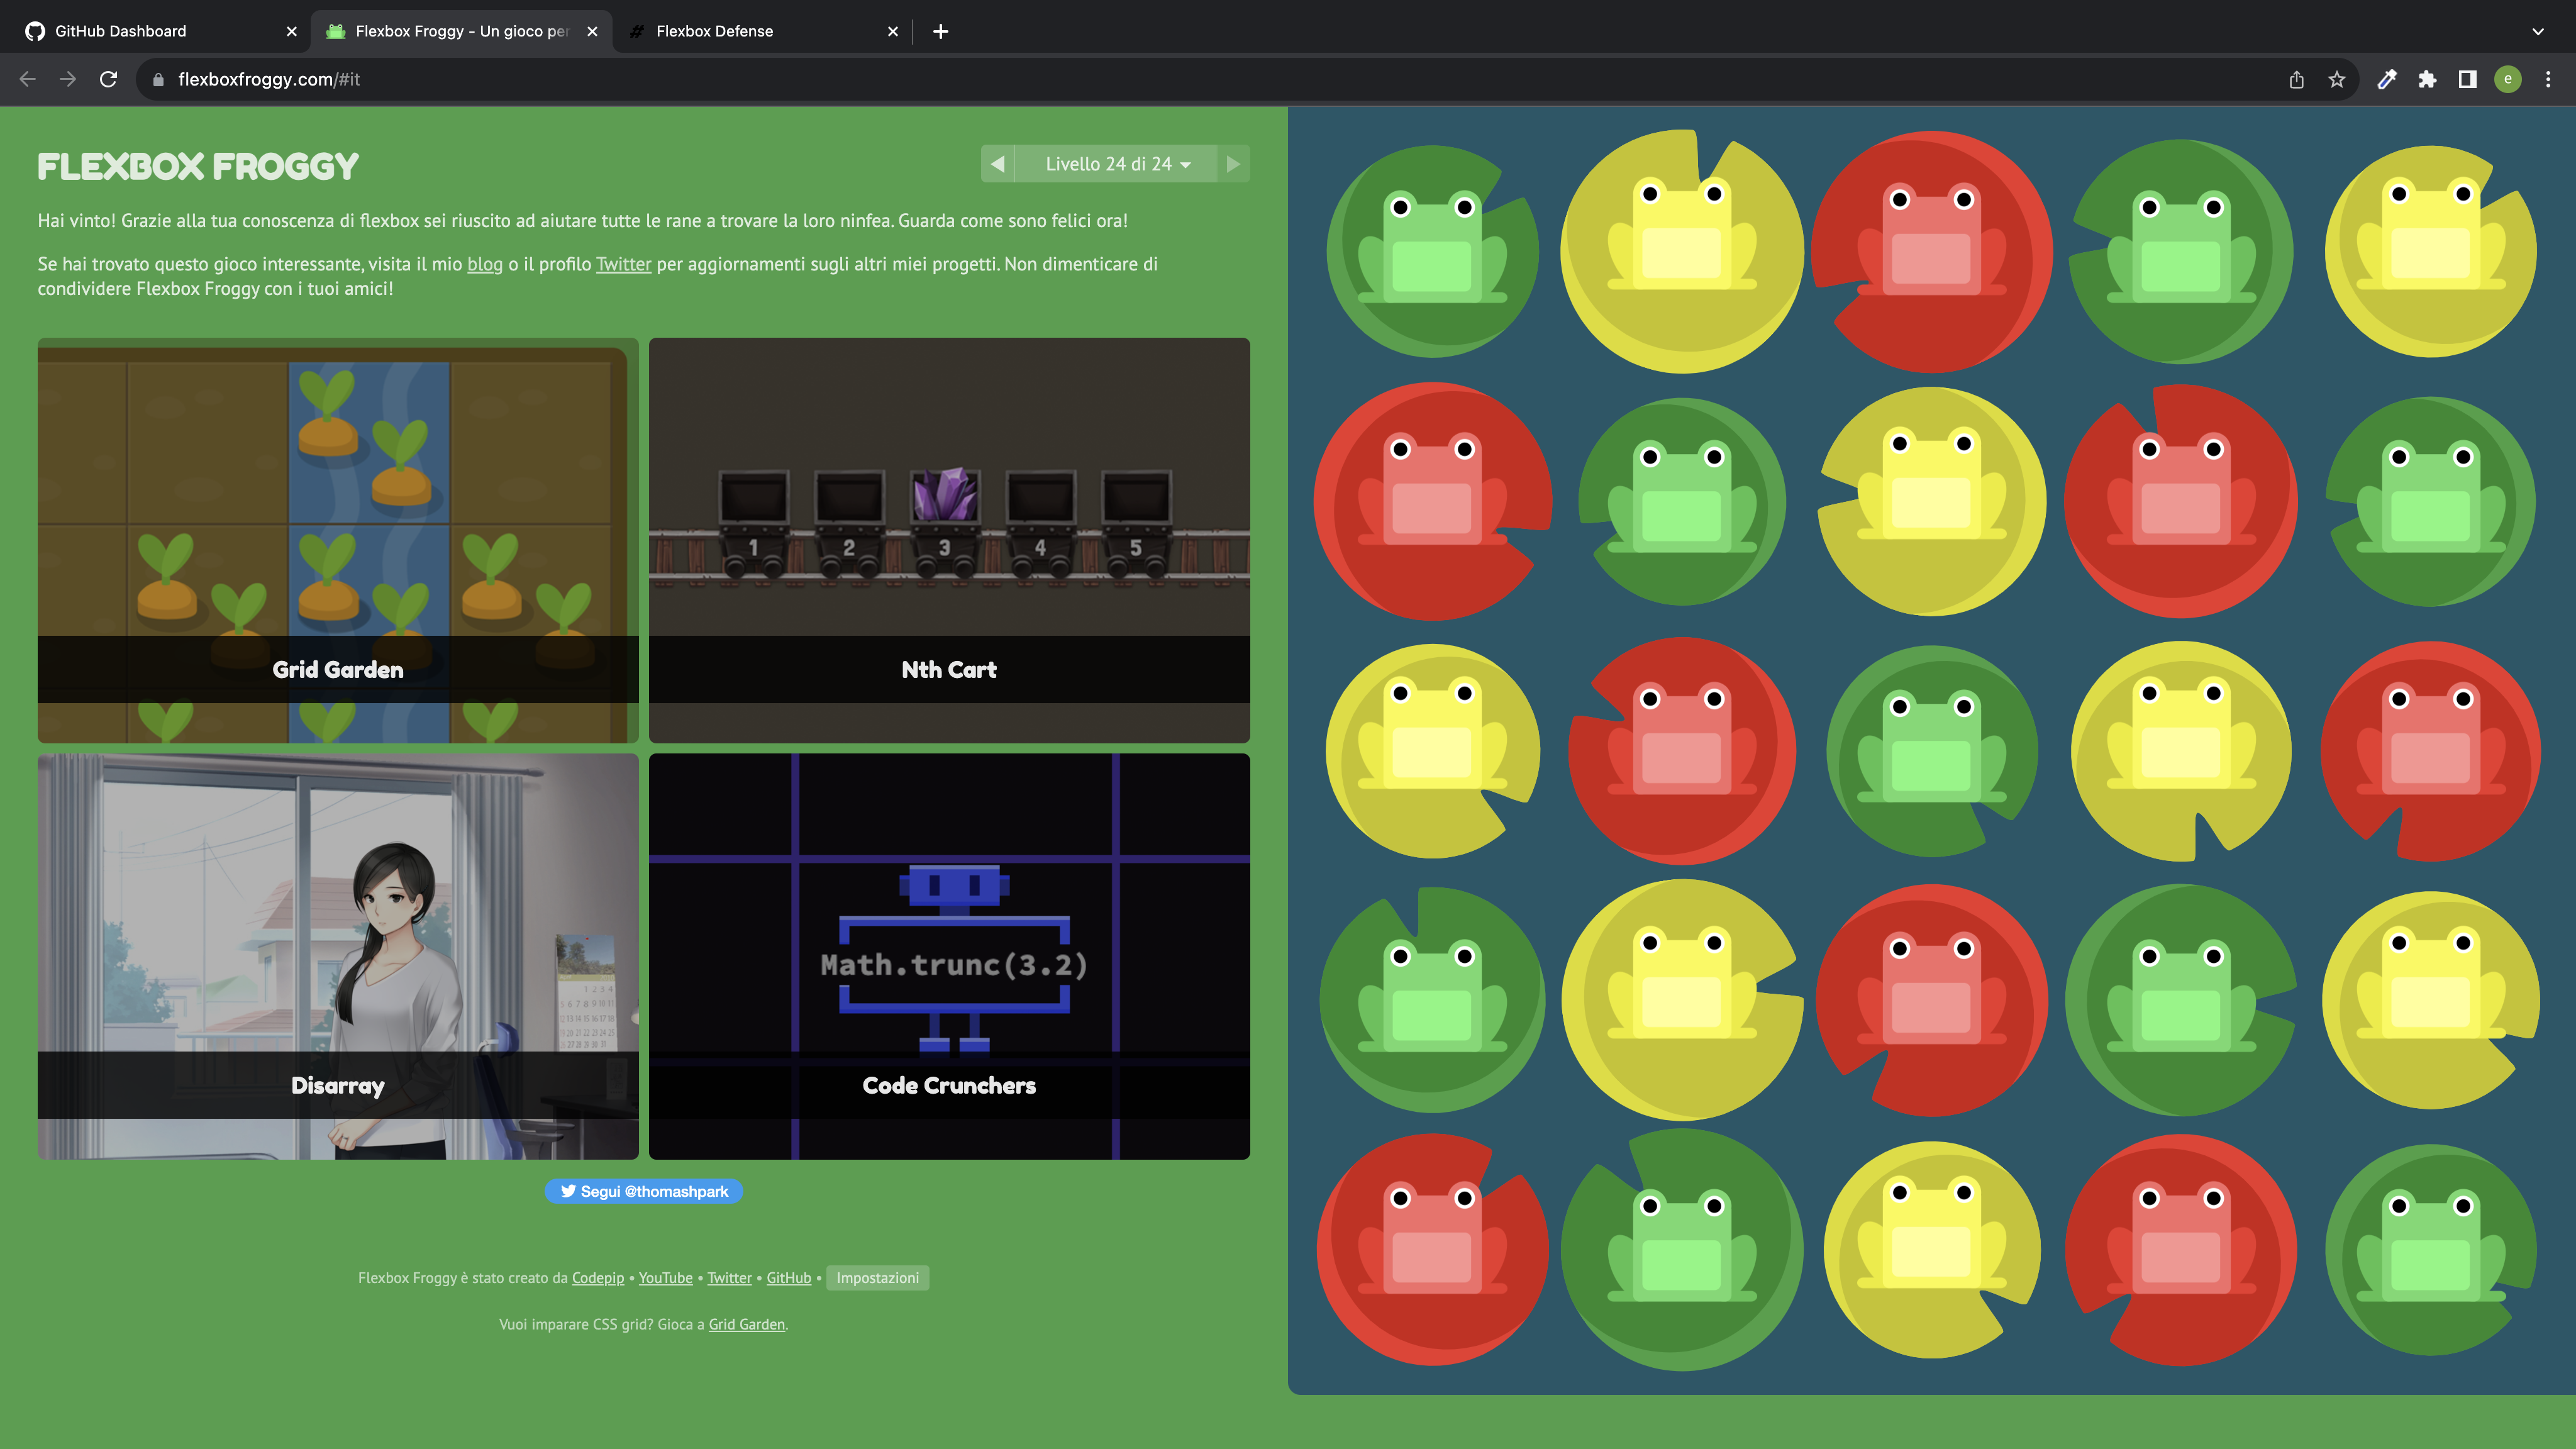 GitHub Dashboard
Flexbox Froggy - Un gioco per
Flexbox Defense
flexboxfroggy.com/#it
e
FLEXBOX FROGGY
Livello 24 di 24
Hai vinto! Grazie alla tua conoscenza di flexbox sei riuscito ad aiutare tutte le rane a trovare la loro ninfea. Guarda come sono felici ora!
Se hai trovato questo gioco interessante, visita il mio blog o il profilo Twitter per aggiornamenti sugli altri miei progetti. Non dimenticare di
condividere Flexbox Froggy con i tuoi amici!
1 2 3 4 5
Grid Garden
Nth Cart
Math.trunc(3.2)
Disarray
Code Crunchers
Segui @thomashpark
Flexbox Froggy è stato creato da Codepip • YouTube • Twitter • GitHub • Impostazioni
Vuoi imparare CSS grid? Gioca a Grid Garden.